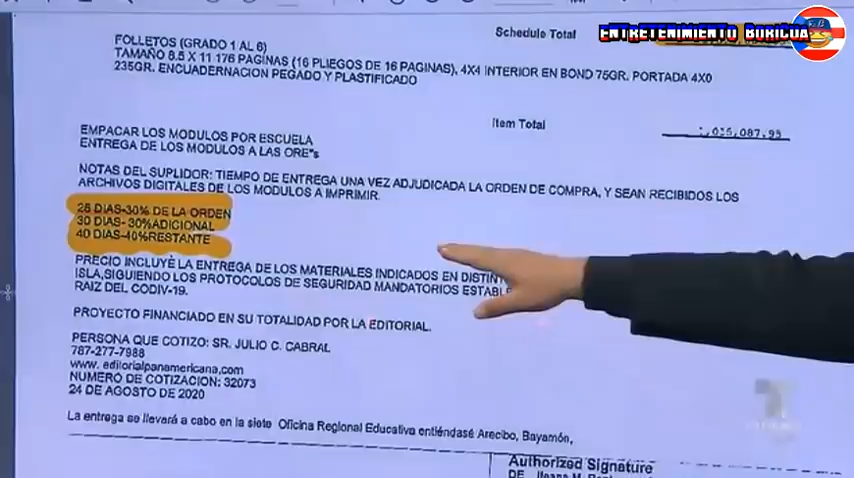 Schedule Total
ENTRETENIMIENTO BORICUA
FOLLETOS (GRADO 1 AL 6)
TAMAÑO 8.5 X 11 176 PAGINAS (16 PLIEGOS DE 16 PAGINAS), 4X4 INTERIOR EN BOND 75GR. PORTADA 4X0
235GR. ENCUADERNACION PEGADO Y PLASTIFICADO
Item Total
EMPACAR LOS MODULOS POR ESCUELA
ENTREGA DE LOS MODULOS A LAS ORE"s
NOTAS DEL SUPLIDOR: TIEMPO DE ENTREGA UNA VEZ ADJUDICADA LA ORDEN DE COMPRA, Y SEAN RECIBIDOS LOS
ARCHIVOS DIGITALES DE LOS MODULOS A IMPRIMIR.
DIAS-30% DE LA ORDEN
30 DIAS- 30%ADICIONAL
40 DIAS-40%RESTANTE
PRECIO INCLUYE LA ENTREGA DE LOS MATERIALES INDICADOS EN DISTIN
ISLA,SIGUIENDO LOS PROTOCOLOS DE SEGURIDAD MANDATORIOS ESTABL
RAIZ DEL CODIV-19.
PROYECTO FINANCIADO EN SU TOTALIDAD POR LA EDITORIAL.
PERSONA QUE COTIZO: SR. JULIO C. CABRAL
787-277-7988
www. editorialpanamericana,com
NUMERO DE COTIZACION: 32073
24 DE AGOSTO DE 2020
La entrega se llevará a cabo en la siete Oficina Regional Educativa entiéndasé Arecibo, Bayamón,
Authorized Signature